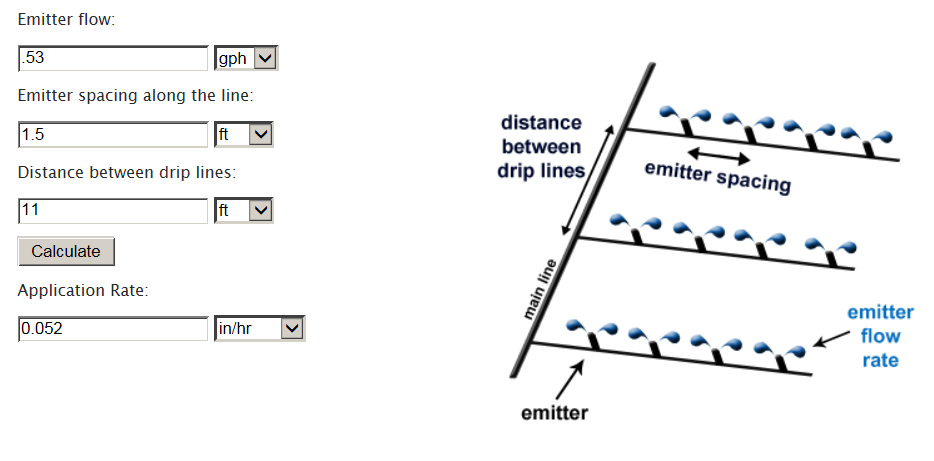 Emitter flow:
.53 gph
Emitter spacing along the line:
1.5 ft
Distance between drip lines:
11 ft
Calculate
Application Rate:
0.052 in/hr
distance
between
drip lines
emitter spacing
main line
emitter
flow
rate
emitter